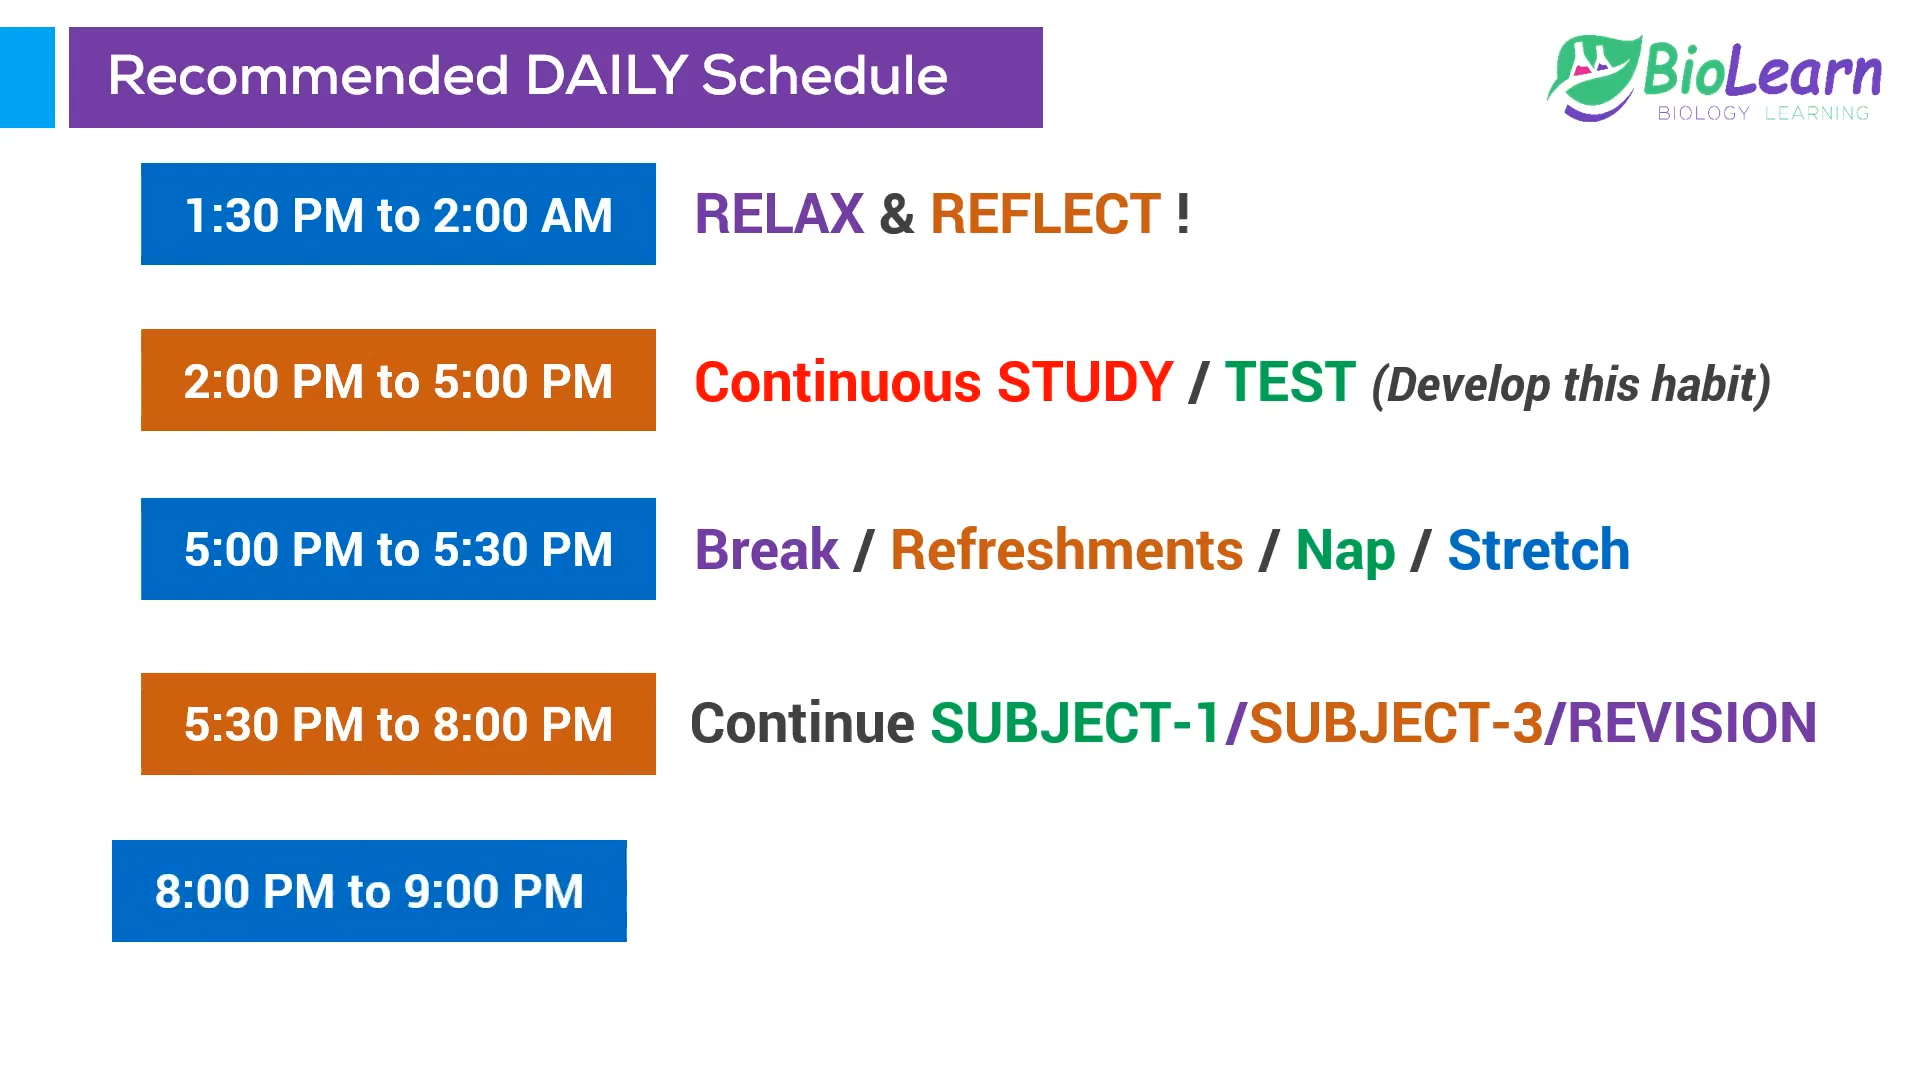 Recommended DAILY Schedule
BioLearn
BIOLOGY LEARNING
1:30 PM to 2:00 AM RELAX & REFLECT !
2:00 PM to 5:00 PM Continuous STUDY / TEST (Develop this habit)
5:00 PM to 5:30 PM Break / Refreshments / Nap / Stretch
5:30 PM to 8:00 PM Continue SUBJECT-1/SUBJECT-3/REVISION
8:00 PM to 9:00 PM